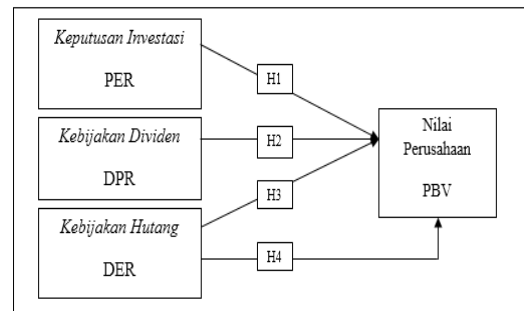 Keputusan Investasi
PER
H1
Kebijakan Dividen
DPR
H2
Nilai
Perusahaan
PBV
H3
Kebijakan Hutang
DER
H4